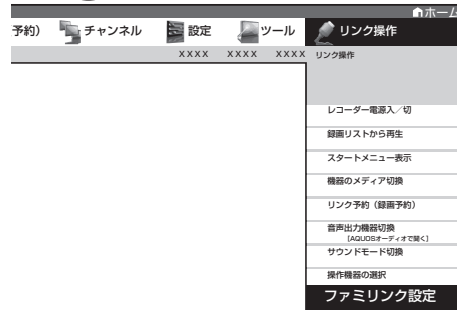 ホーム
予約)
チャンネル
設定
ツール
リンク操作
XXXX XXXX XXXX
リンク操作
レコーダー電源入/切
録画リストから再生
スタートメニュー表示
機器のメディア切換
リンク予約(録画予約)
音声出力機器切換
[AQUOSオーディオで聞く]
サウンドモード切換
操作機器の選択
ファミリンク設定